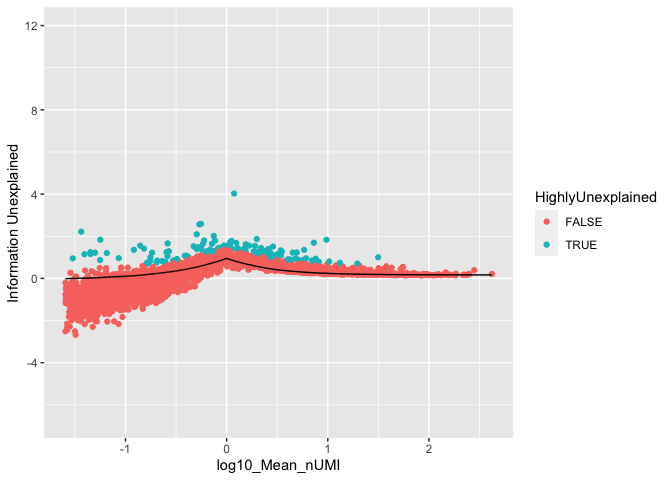 12
8
4
0
-4
Information Unexplained
-1
0
1
2
log10_Mean_nUMI
HighlyUnexplained
FALSE
TRUE